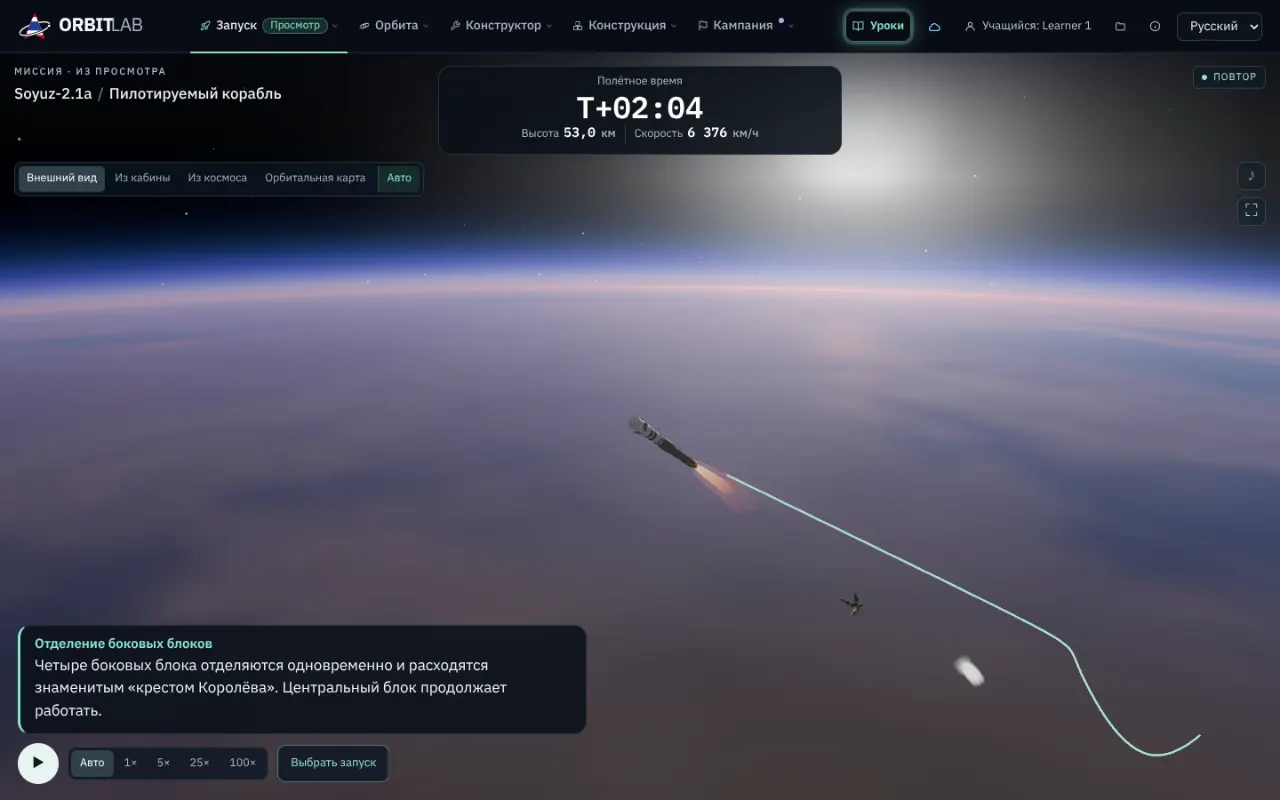 ORBITLAB
Запуск Просмотр
Орбита
Конструктор
Конструкция
Кампания
Уроки
Учащийся: Learner 1
Русский
МИССИЯ · ИЗ ПРОСМОТРА
Soyuz-2.1a / Пилотируемый корабль
Полётное время
T+02:04
Высота 53,0 км Скорость 6 376 км/ч
ПОВТОР
Внешний вид Из кабины Из космоса Орбитальная карта Авто
Отделение боковых блоков
Четыре боковых блока отделяются одновременно и расходятся
знаменитым «крестом Королёва». Центральный блок продолжает
работать.
Авто 1× 5× 25× 100× Выбрать запуск